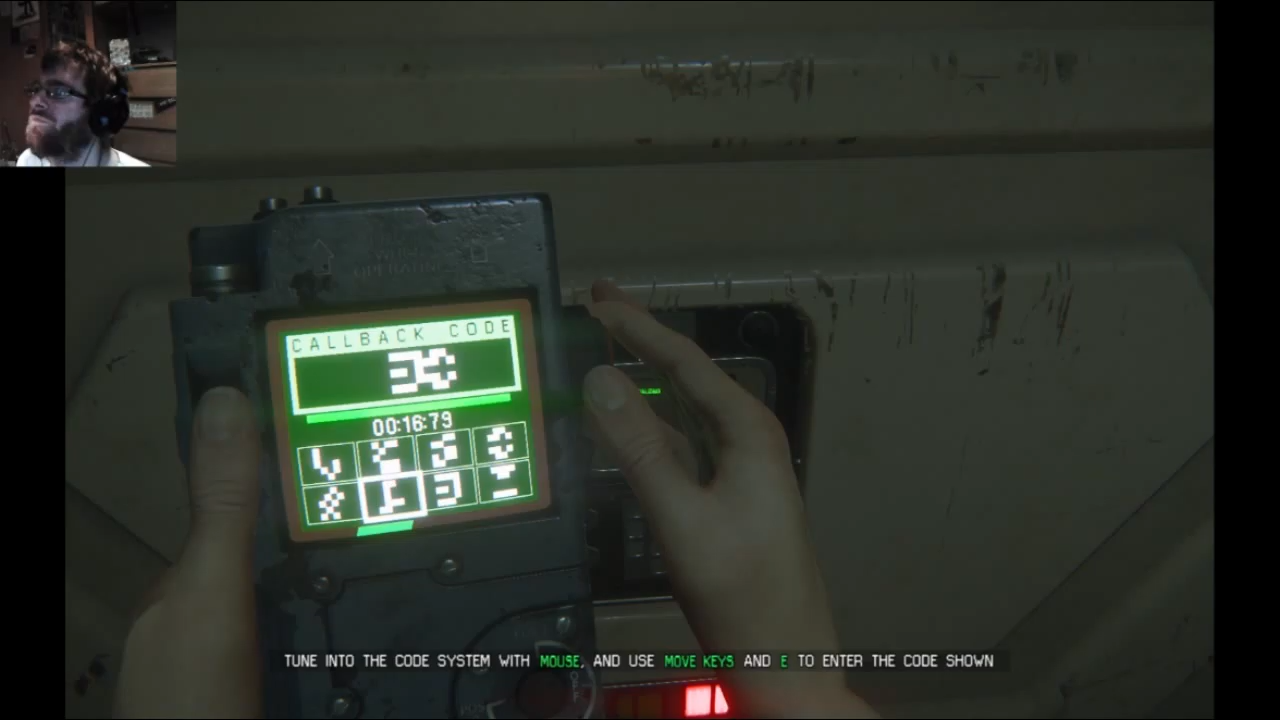 CALLBACK CODE
00:16:79
TUNE INTO THE CODE SYSTEM WITH MOUSE, AND USE MOVE KEYS AND E TO ENTER THE CODE SHOWN